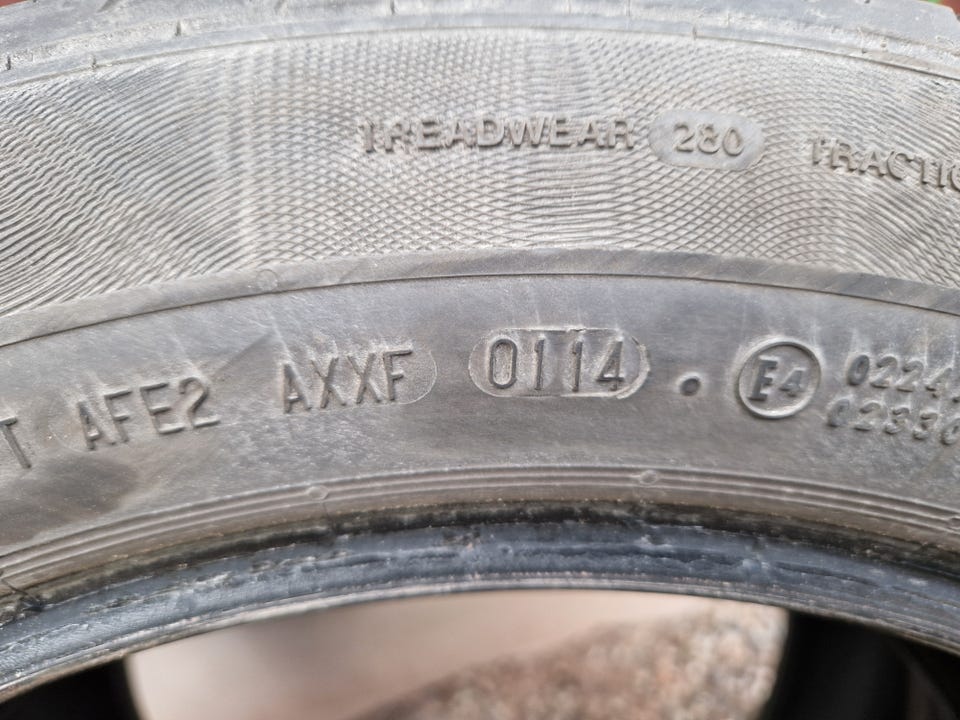 TREADWEAR 280
T AFE2 AXXF 0114 . E4